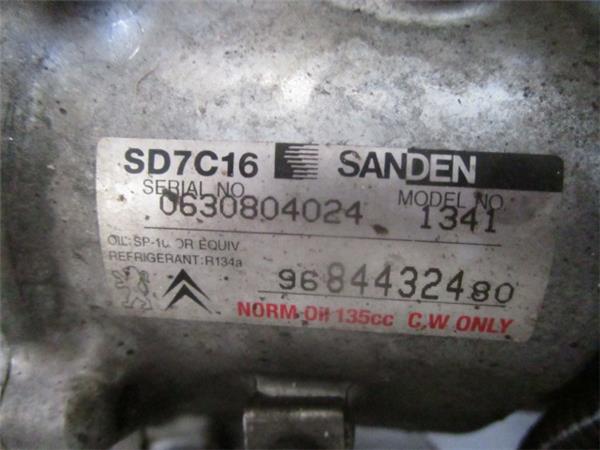 SD7C16 SANDEN
SERIAL NO. MODEL NO.
0630804024 1341
OIL:SP-10 OR EQUIV
REFRIGERANT:R134a
9684432480
NORM Oil 135cc C.W ONLY